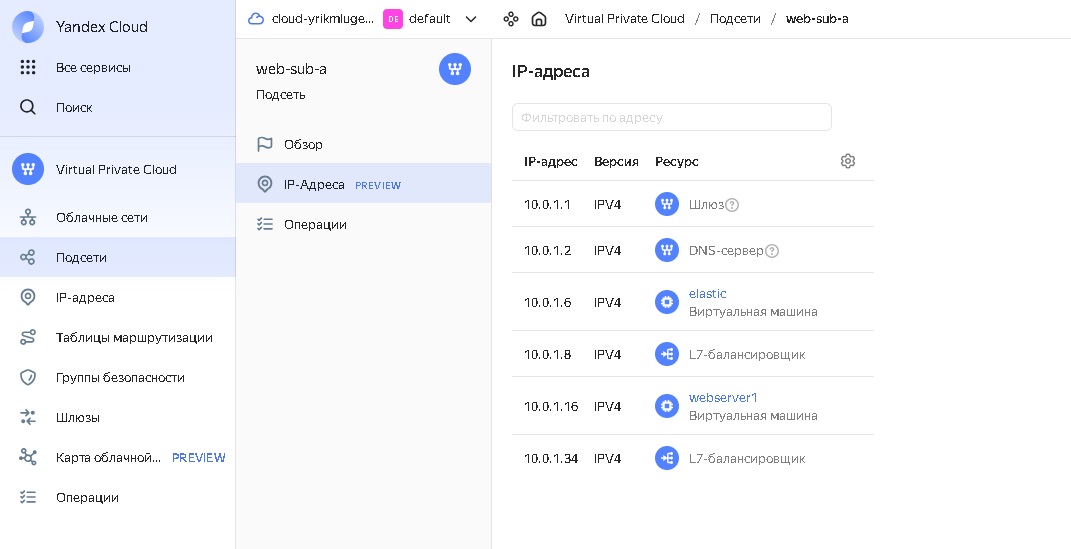 Yandex Cloud
Все сервисы
Поиск
Virtual Private Cloud
Облачные сети
Подсети
IP-адреса
Таблицы маршрутизации
Группы безопасности
Шлюзы
Карта облачной... PREVIEW
Операции
cloud-yrikmluge... DE default
Virtual Private Cloud / Подсети / web-sub-a
web-sub-a
Подсеть
Обзор
IP-Адреса PREVIEW
Операции
IP-адреса
Фильтровать по адресу
IP-адрес Версия Ресурс
10.0.1.1 IPV4 Шлюз ?
10.0.1.2 IPV4 DNS-сервер ?
10.0.1.6 IPV4 elastic
Виртуальная машина
10.0.1.8 IPV4 L7-балансировщик
10.0.1.16 IPV4 webserver1
Виртуальная машина
10.0.1.34 IPV4 L7-балансировщик